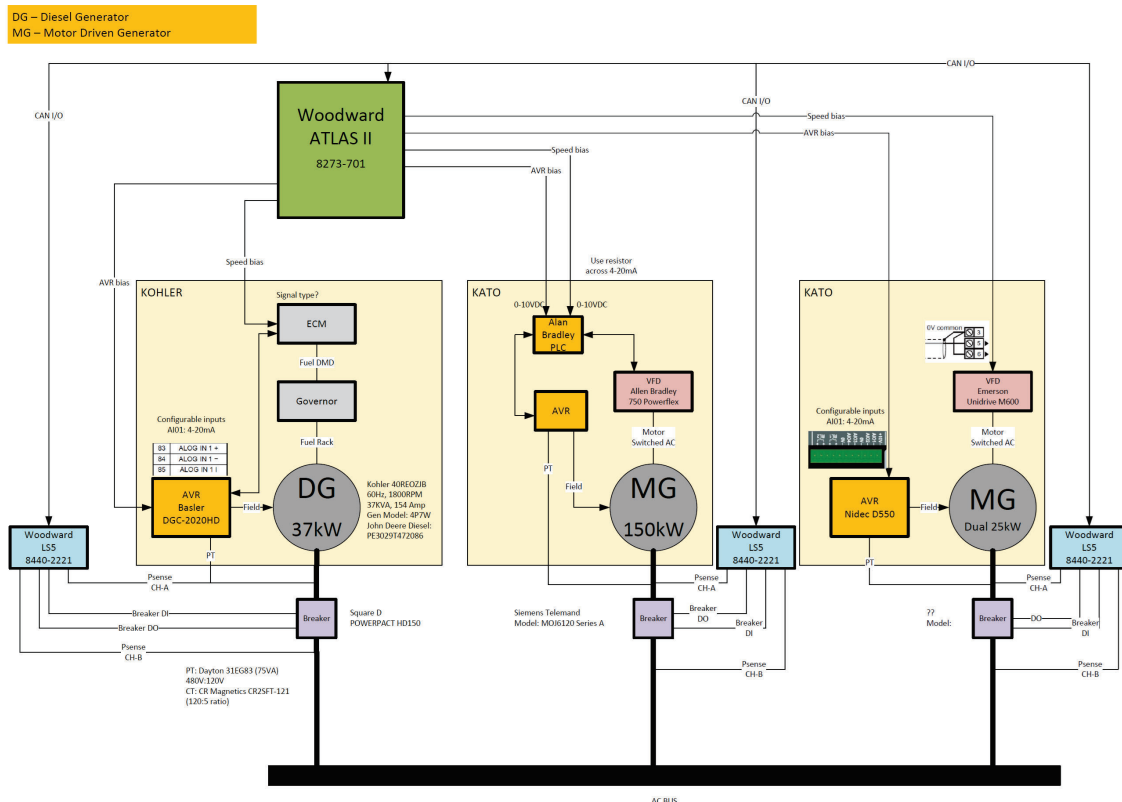 DG – Diesel Generator
MG – Motor Driven Generator
CAN I/O
CAN I/O
CAN I/O
Woodward
ATLAS II
8273-701
Speed bias
AVR bias
Speed bias
AVR bias
AVR bias
Speed bias
Use resistor
across 4-20mA
KOHLER
Signal type?
ECM
Fuel DMD
Governor
Fuel Rack
Configurable inputs
AI01: 4-20mA
83 ALOG IN 1 +
84 ALOG IN 1 –
85 ALOG IN 1 I
AVR
Basler
DGC-2020HD
Field
DG
37kW
Kohler 40REOZJB
60Hz, 1800RPM
37KVA, 154 Amp
Gen Model: 4P7W
John Deere Diesel:
PE3029T472086
PT
KATO
0-10VDC
0-10VDC
Alan
Bradley
PLC
AVR
VFD
Allen Bradley
750 Powerflex
Motor
Switched AC
PT
Field
MG
150kW
KATO
0V common
3
5
6
VFD
Emerson
Unidrive M600
Configurable inputs
AI01: 4-20mA
Motor
Switched AC
AVR
Nidec D550
Field
MG
Dual 25kW
PT
Woodward
LS5
8440-2221
Psense
CH-A
Breaker DI
Breaker DO
Psense
CH-B
Breaker
Square D
POWERPACT HD150
PT: Dayton 31EG83 (75VA)
480V:120V
CT: CR Magnetics CR2SFT-121
(120:5 ratio)
Woodward
LS5
8440-2221
Psense
CH-A
Siemens Telemand
Model: MOJ6120 Series A
Breaker
Breaker
DO
Breaker
DI
Psense
CH-B
Woodward
LS5
8440-2221
Psense
CH-A
??
Model:
Breaker
DO
Breaker
DI
Psense
CH-B
AC BUS